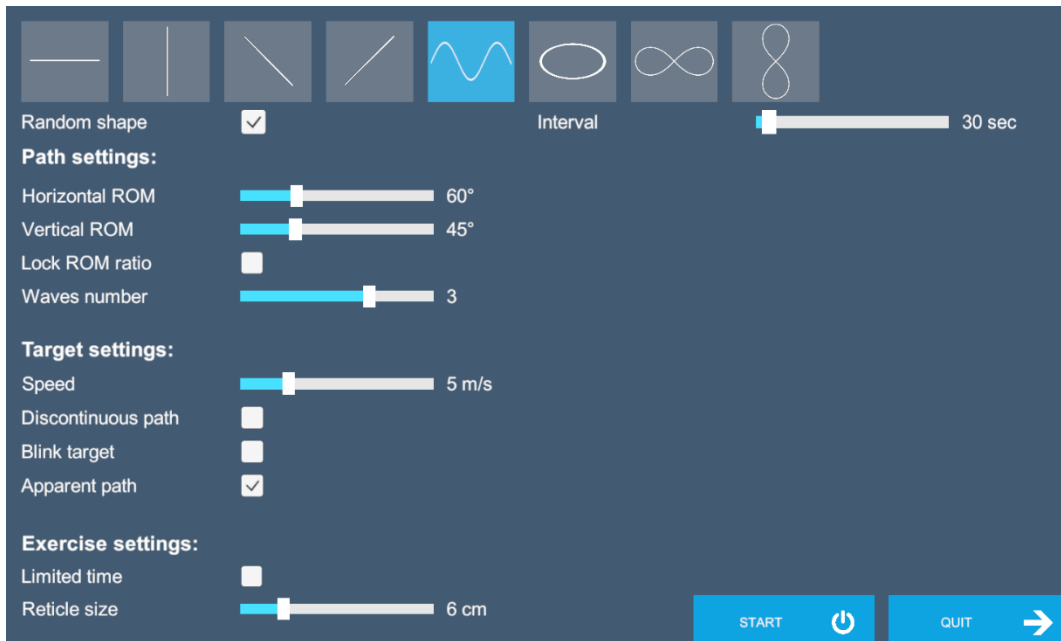 Random shape Interval 30 sec
Path settings:
Horizontal ROM 60°
Vertical ROM 45°
Lock ROM ratio
Waves number 3
Target settings:
Speed 5 m/s
Discontinuous path
Blink target
Apparent path
Exercise settings:
Limited time
Reticle size 6 cm
START QUIT